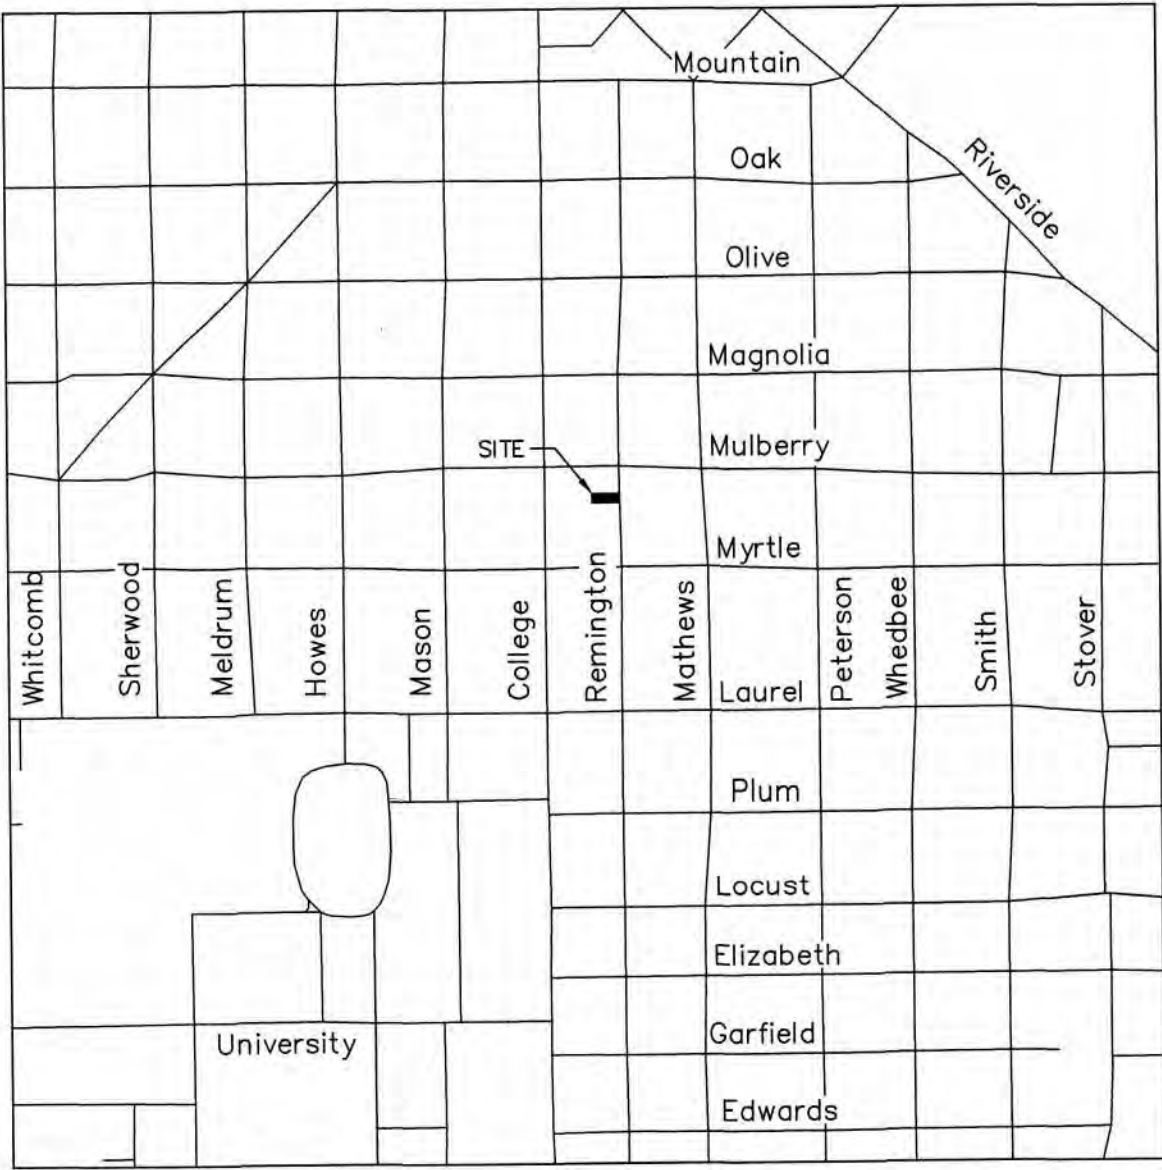 Mountain
Oak
Riverside
Olive
Magnolia
SITE
Mulberry
Myrtle
Whitcomb
Sherwood
Meldrum
Howes
Mason
College
Remington
Mathews
Peterson
Whedbee
Smith
Stover
Laurel
Plum
Locust
Elizabeth
University
Garfield
Edwards